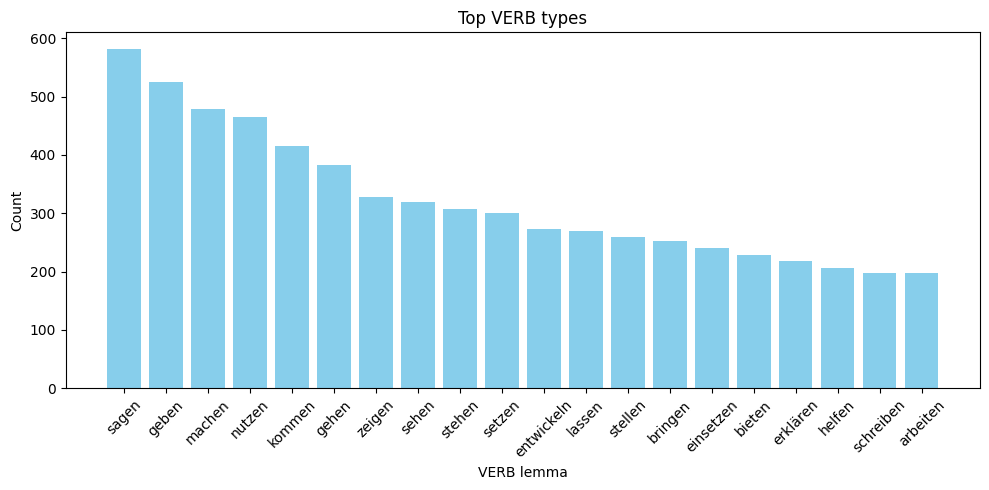 Top VERB types
Count
600
500
400
300
200
100
0
sagen
geben
machen
nutzen
kommen
gehen
zeigen
sehen
stehen
setzen
entwickeln
lassen
stellen
bringen
einsetzen
bieten
erklären
helfen
schreiben
arbeiten
VERB lemma